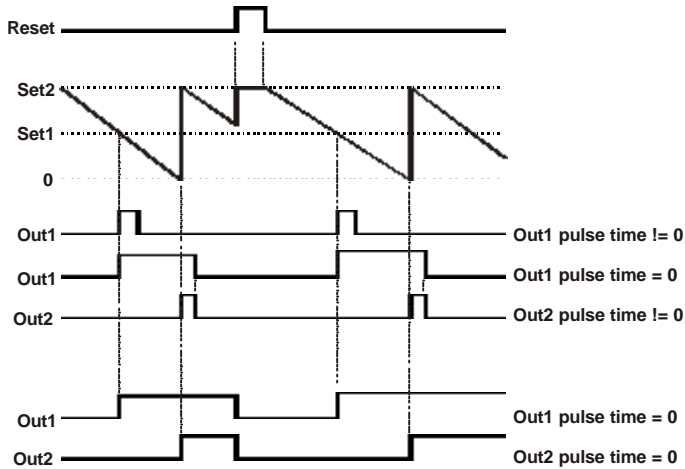 Reset
Set2
Set1
0
Out1
Out1 pulse time != 0
Out1
Out1 pulse time = 0
Out2
Out2 pulse time != 0
Out1
Out1 pulse time = 0
Out2
Out2 pulse time = 0